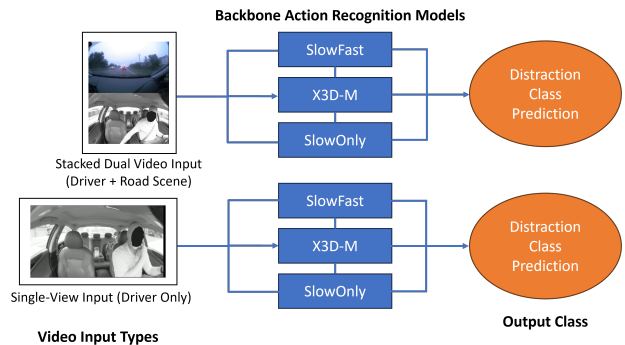 Backbone Action Recognition Models
SlowFast
X3D-M
SlowOnly
Distraction
Class
Prediction
Stacked Dual Video Input
(Driver + Road Scene)
SlowFast
X3D-M
SlowOnly
Distraction
Class
Prediction
Single-View Input (Driver Only)
Video Input Types
Output Class